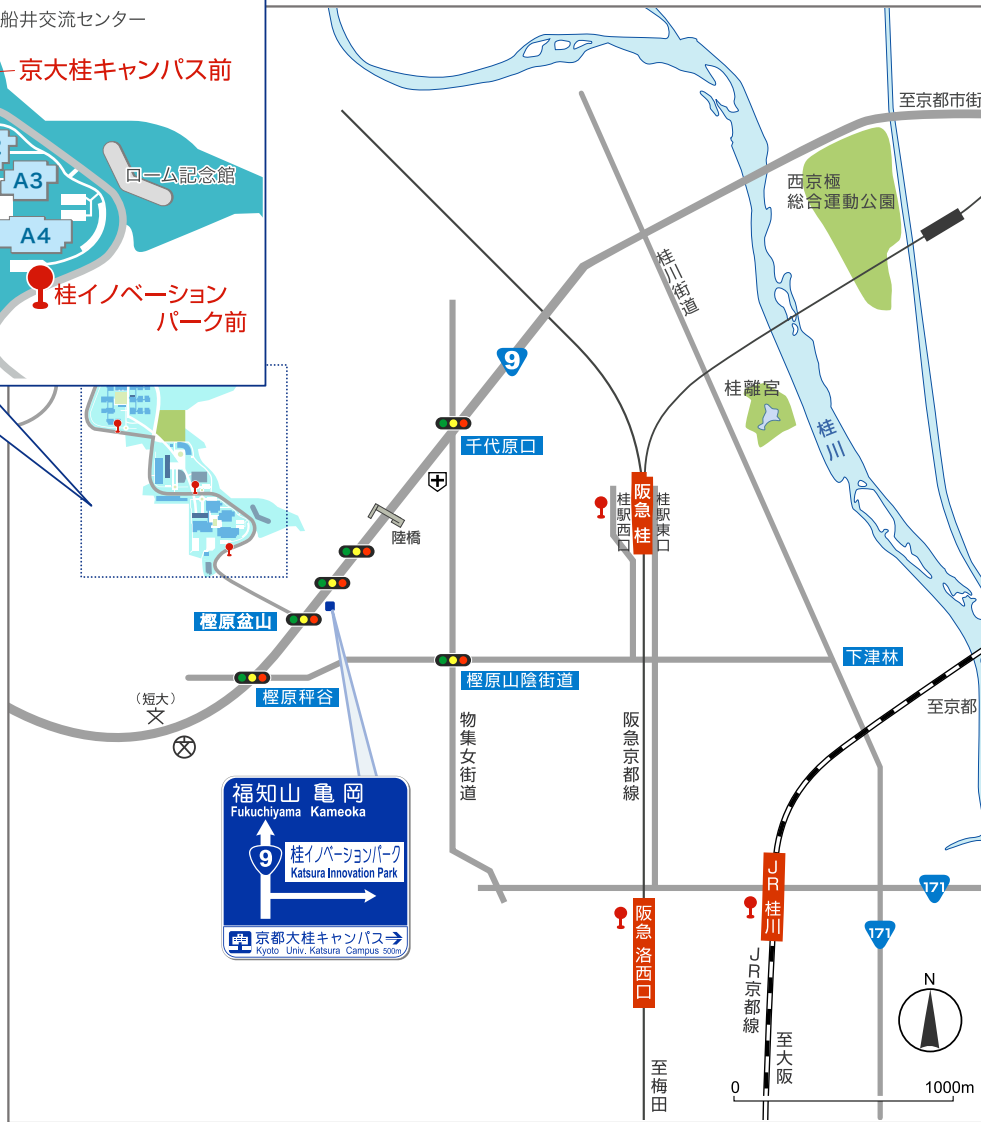 船井交流センター
京大桂キャンパス前
ローム記念館
A3
A4
桂イノベーション
パーク前
至京都市街
西京極
総合運動公園
桂川街道
9
桂離宮
桂川
千代原口
陸橋
桂駅西口
阪急 桂
桂駅東口
樫原盆山
樫原秤谷
樫原山陰街道
下津林
(短大)
文
文
物集女街道
阪急京都線
至京都
福知山 亀岡
Fukuchiyama Kameoka
9
桂イノベーションパーク
Katsura Innovation Park
京都大桂キャンパス→
Kyoto Univ. Katsura Campus 500m
JR 桂川
171
171
阪急 洛西口
JR京都線
至大阪
至梅田
N
0 1000m